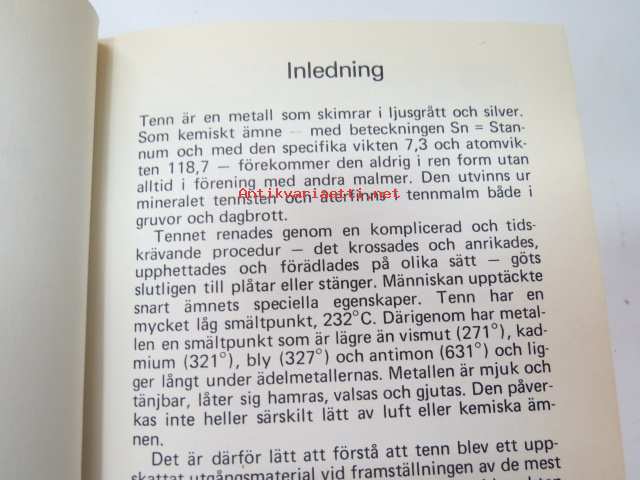 Inledning
Tenn är en metall som skimrar i ljusgrått och silver.
Som kemiskt ämne — med beteckningen Sn = Stan-
num och med den specifika vikten 7,3 och atomvik-
ten 118,7 — förekommer den aldrig i ren form utan
alltid i förening med andra malmer. Den utvinns ur
mineralet tennsten och återfinns i tennmalm både i
Antikvariaatti.net
gruvor och dagbrott.
Tennet renades genom en komplicerad och tids-
krävande procedur — det krossades och anrikades,
upphettades och förädlades på olika sätt — göts
slutligen till plåtar eller stänger. Människan upptäckte
snart ämnets speciella egenskaper. Tenn har en
mycket låg smältpunkt, 232°C. Därigenom har metal-
len en smältpunkt som är lägre än vismut (271°), kad-
mium (321°), bly (327°) och antimon (631°) och lig-
ger långt under ädelmetallernas. Metallen är mjuk och
tänjbar, låter sig hamras, valsas och gjutas. Den påver-
kas inte heller särskilt lätt av luft eller kemiska äm-
nen.
Det är därför lätt att förstå att tenn blev ett upp-
skattat utgångsmaterial vid framställningen av de mest